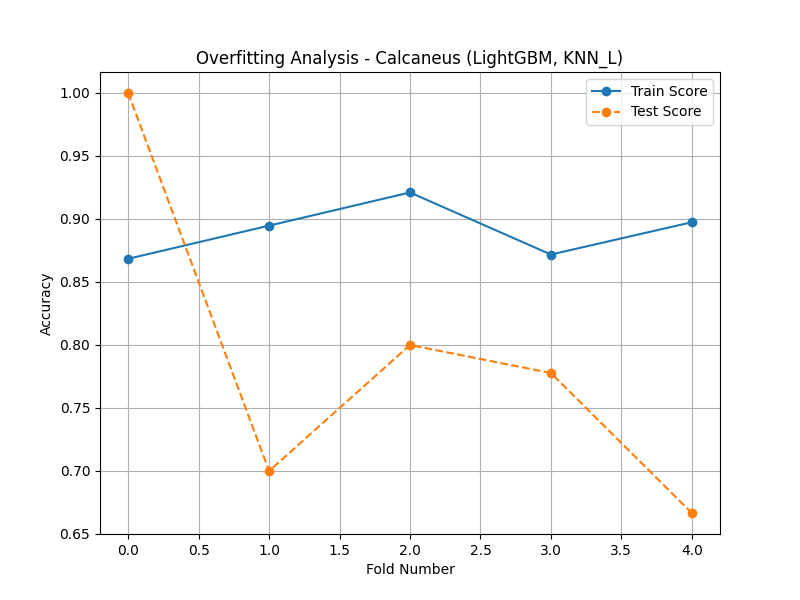 Overfitting Analysis - Calcaneus (LightGBM, KNN_L)
Train Score
Test Score
1.00
0.95
0.90
0.85
0.80
0.75
0.70
0.65
Accuracy
0.0 0.5 1.0 1.5 2.0 2.5 3.0 3.5 4.0
Fold Number